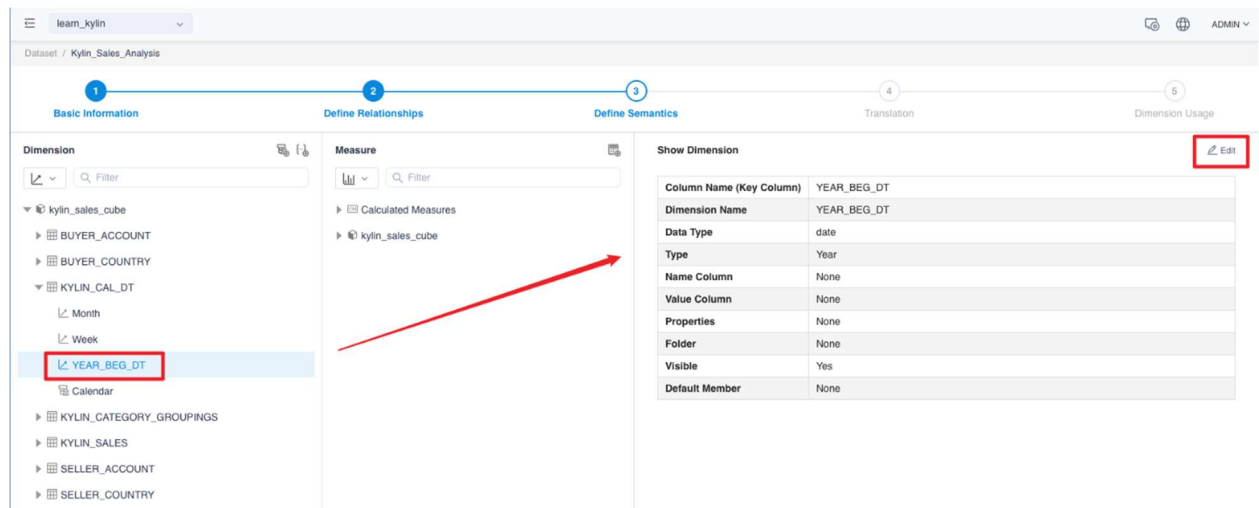 learn_kylin
ADMIN
Dataset / Kylin_Sales_Analysis
1
2
3
4
5
Basic Information
Define Relationships
Define Semantics
Translation
Dimension Usage
Dimension
Filter
kylin_sales_cube
BUYER_ACCOUNT
BUYER_COUNTRY
KYLIN_CAL_DT
Month
Week
YEAR_BEG_DT
Calendar
KYLIN_CATEGORY_GROUPINGS
KYLIN_SALES
SELLER_ACCOUNT
SELLER_COUNTRY
Measure
Filter
Calculated Measures
kylin_sales_cube
Show Dimension
Edit
Column Name (Key Column) YEAR_BEG_DT
Dimension Name YEAR_BEG_DT
Data Type date
Type Year
Name Column None
Value Column None
Properties None
Folder None
Visible Yes
Default Member None